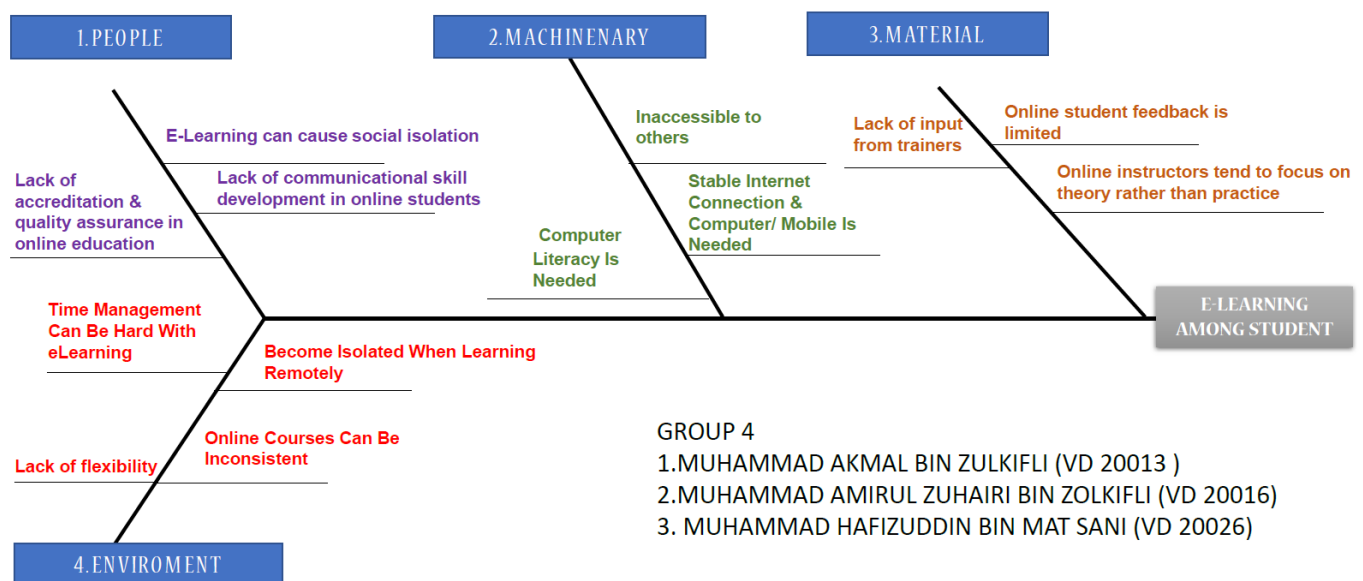 1.PEOPLE
2.MACHINENARY
3.MATERIAL
E-Learning can cause social isolation
Lack of
accreditation &
quality assurance in
online education
Lack of communicational skill
development in online students
Inaccessible to
others
Stable Internet
Connection &
Computer/ Mobile Is
Needed
Computer
Literacy Is
Needed
Lack of input
from trainers
Online student feedback is
limited
Online instructors tend to focus on
theory rather than practice
E-LEARNING
AMONG STUDENT
Time Management
Can Be Hard With
eLearning
Become Isolated When Learning
Remotely
Lack of flexibility
Online Courses Can Be
Inconsistent
4.ENVIROMENT
GROUP 4
1.MUHAMMAD AKMAL BIN ZULKIFLI (VD 20013 )
2.MUHAMMAD AMIRUL ZUHAIRI BIN ZOLKIFLI (VD 20016)
3. MUHAMMAD HAFIZUDDIN BIN MAT SANI (VD 20026)